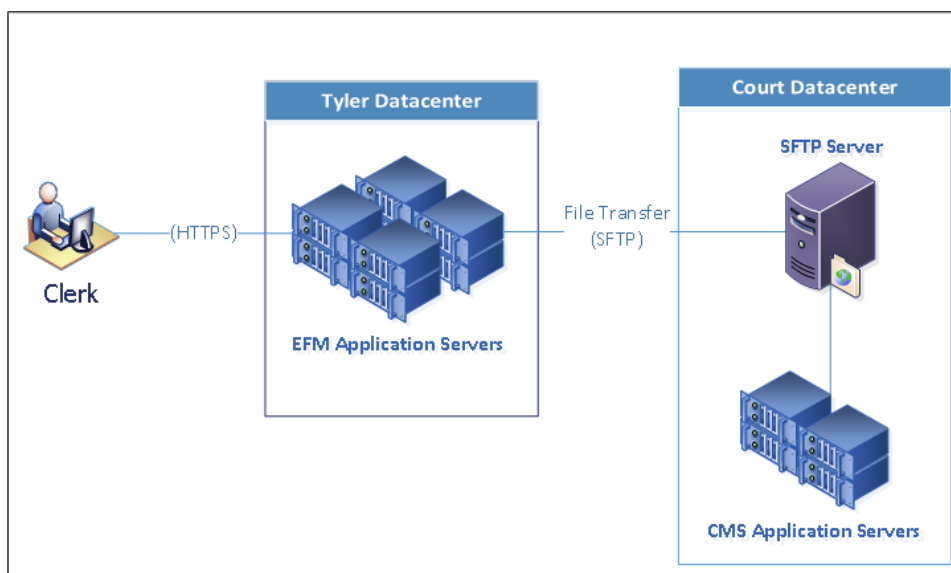 Tyler Datacenter
Court Datacenter
SFTP Server
File Transfer
(SFTP)
(HTTPS)
Clerk
EFM Application Servers
CMS Application Servers